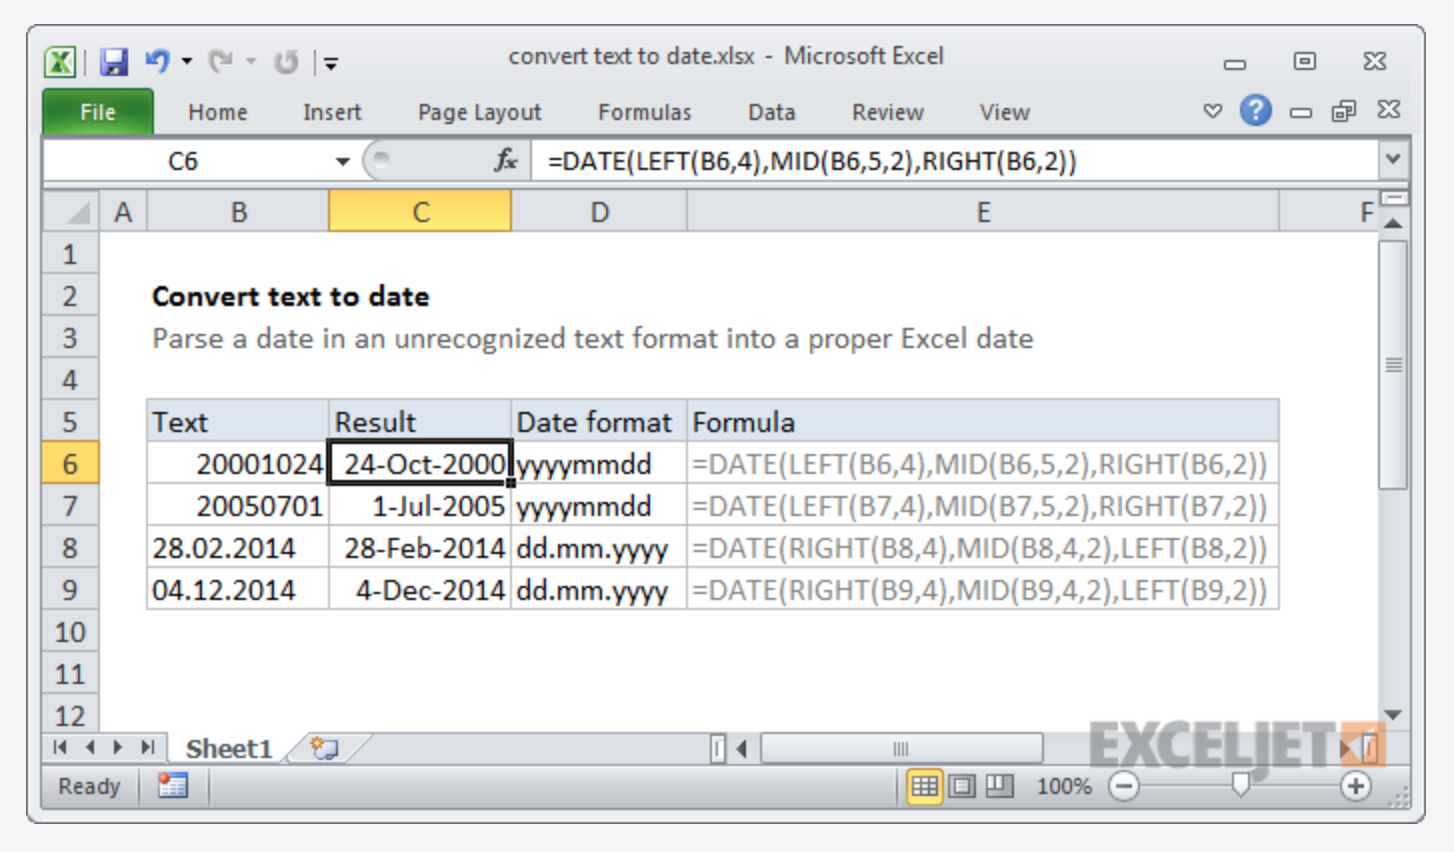 convert text to date.xlsx - Microsoft Excel
File Home Insert Page Layout Formulas Data Review View
C6 fx =DATE(LEFT(B6,4),MID(B6,5,2),RIGHT(B6,2))
A B C D E F
1
2 Convert text to date
3 Parse a date in an unrecognized text format into a proper Excel date
4
5 Text Result Date format Formula
6 20001024 24-Oct-2000 yyyymmdd =DATE(LEFT(B6,4),MID(B6,5,2),RIGHT(B6,2))
7 20050701 1-Jul-2005 yyyymmdd =DATE(LEFT(B7,4),MID(B7,5,2),RIGHT(B7,2))
8 28.02.2014 28-Feb-2014 dd.mm.yyyy =DATE(RIGHT(B8,4),MID(B8,4,2),LEFT(B8,2))
9 04.12.2014 4-Dec-2014 dd.mm.yyyy =DATE(RIGHT(B9,4),MID(B9,4,2),LEFT(B9,2))
10
11
12
Sheet1 EXCELJET
Ready 100%